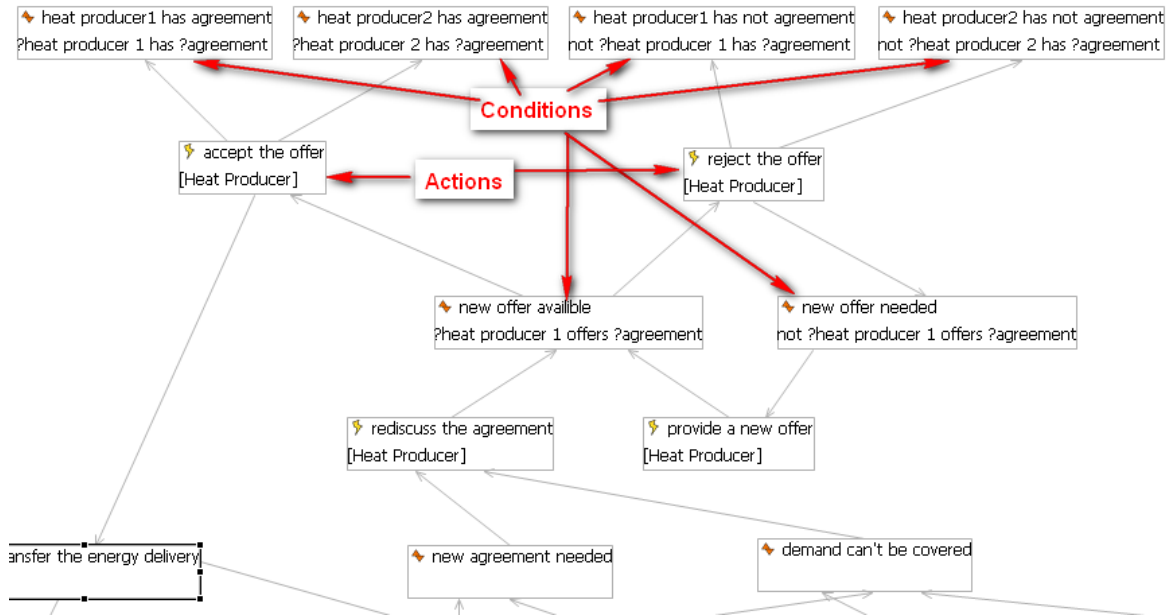 heat producer1 has agreement
?heat producer 1 has ?agreement
heat producer2 has agreement
?heat producer 2 has ?agreement
heat producer1 has not agreement
not ?heat producer 1 has ?agreement
heat producer2 has not agreement
not ?heat producer 2 has ?agreement
Conditions
accept the offer
[Heat Producer]
Actions
reject the offer
[Heat Producer]
new offer availible
?heat producer 1 offers ?agreement
new offer needed
not ?heat producer 1 offers ?agreement
rediscuss the agreement
[Heat Producer]
provide a new offer
[Heat Producer]
ansfer the energy delivery
new agreement needed
demand can't be covered